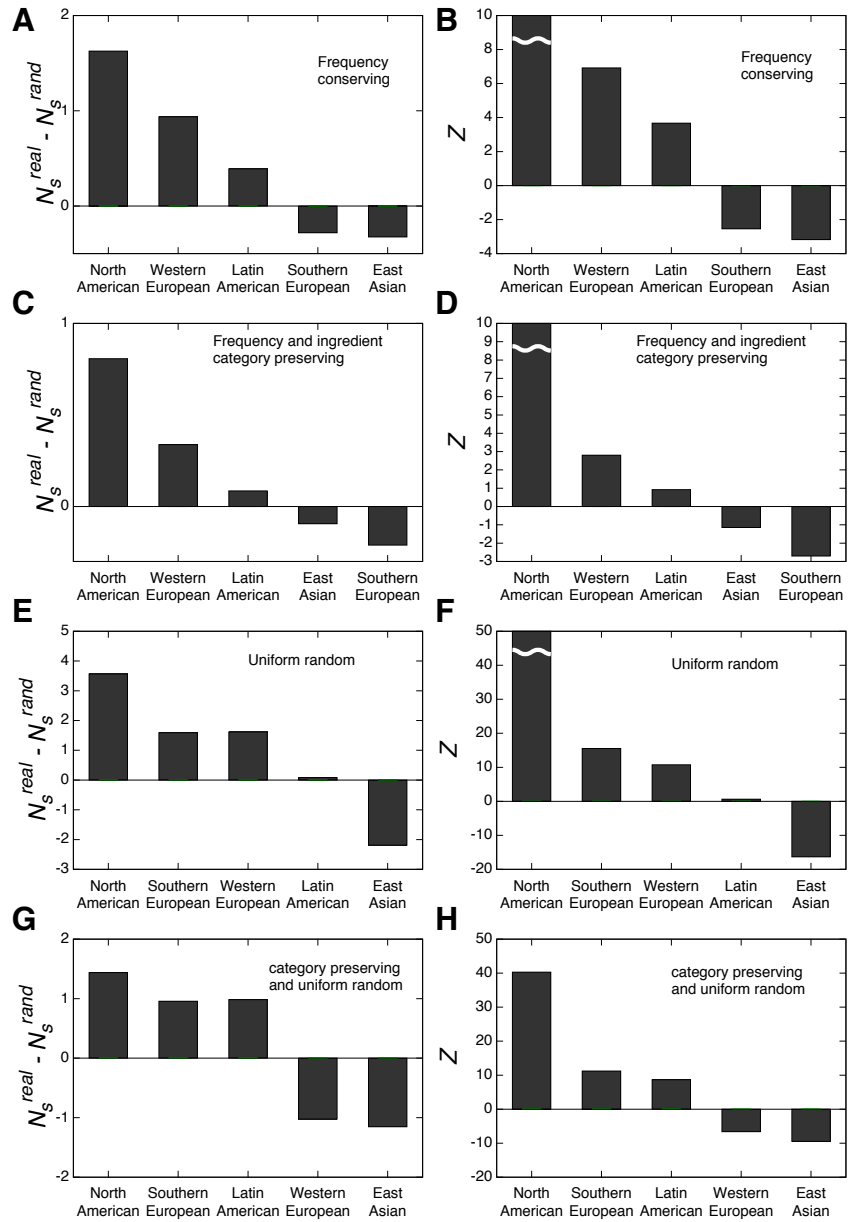 A
2
1
0
N_s^real - N_s^rand
Frequency
conserving
North
American
Western
European
Latin
American
Southern
European
East
Asian
B
10
8
6
4
2
0
-2
-4
Z
Frequency
conserving
North
American
Western
European
Latin
American
Southern
European
East
Asian
C
1
0
N_s^real - N_s^rand
Frequency and ingredient
category preserving
North
American
Western
European
Latin
American
East
Asian
Southern
European
D
10
9
8
7
6
5
4
3
2
1
0
-1
-2
-3
Z
Frequency and ingredient
category preserving
North
American
Western
European
Latin
American
East
Asian
Southern
European
E
5
4
3
2
1
0
-1
-2
-3
N_s^real - N_s^rand
Uniform random
North
American
Southern
European
Western
European
Latin
American
East
Asian
F
50
40
30
20
10
0
-10
-20
Z
Uniform random
North
American
Southern
European
Western
European
Latin
American
East
Asian
G
2
1
0
-1
-2
N_s^real - N_s^rand
category preserving
and uniform random
North
American
Southern
European
Latin
American
Western
European
East
Asian
H
50
40
30
20
10
0
-10
-20
Z
category preserving
and uniform random
North
American
Southern
European
Latin
American
Western
European
East
Asian